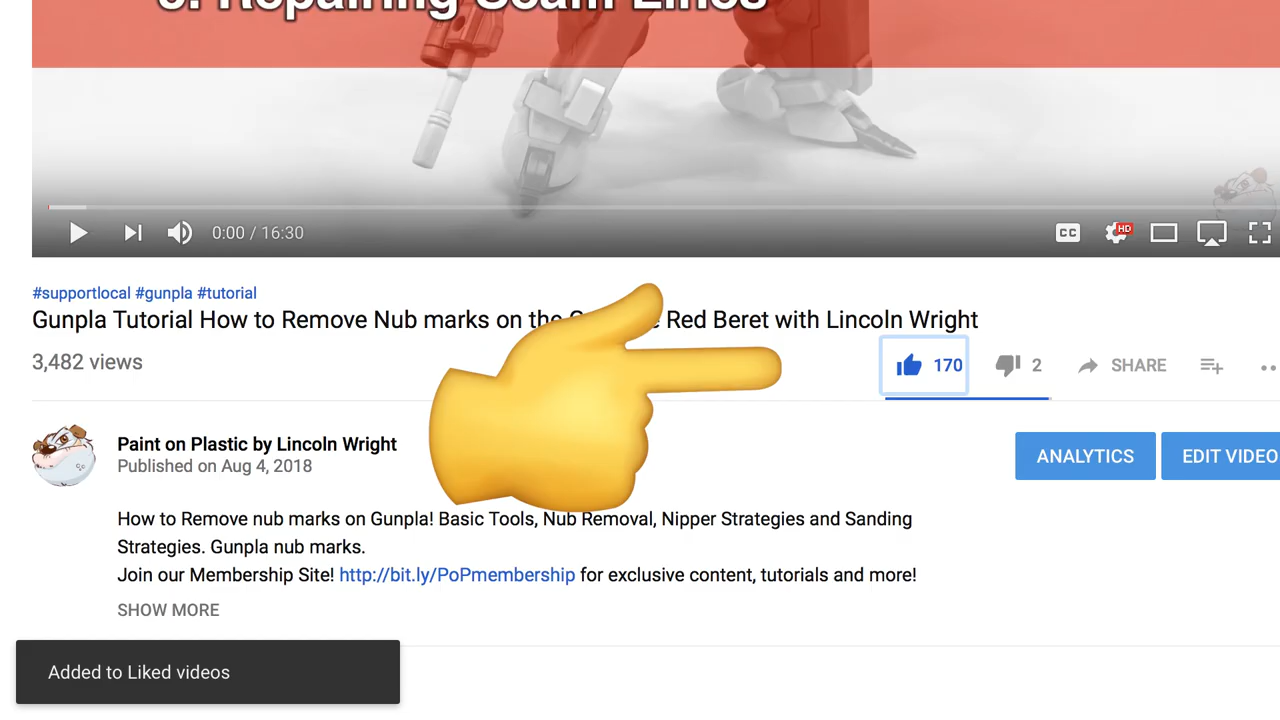 Repairing Seam Lines
CC
HD
0:00 / 16:30
#supportlocal #gunpla #tutorial
Gunpla Tutorial How to Remove Nub marks on the Red Beret with Lincoln Wright
3,482 views
170
2
SHARE
Paint on Plastic by Lincoln Wright
Published on Aug 4, 2018
ANALYTICS
EDIT VIDEO
How to Remove nub marks on Gunpla! Basic Tools, Nub Removal, Nipper Strategies and Sanding
Strategies. Gunpla nub marks.
Join our Membership Site! http://bit.ly/PoPmembership for exclusive content, tutorials and more!
SHOW MORE
Added to Liked videos